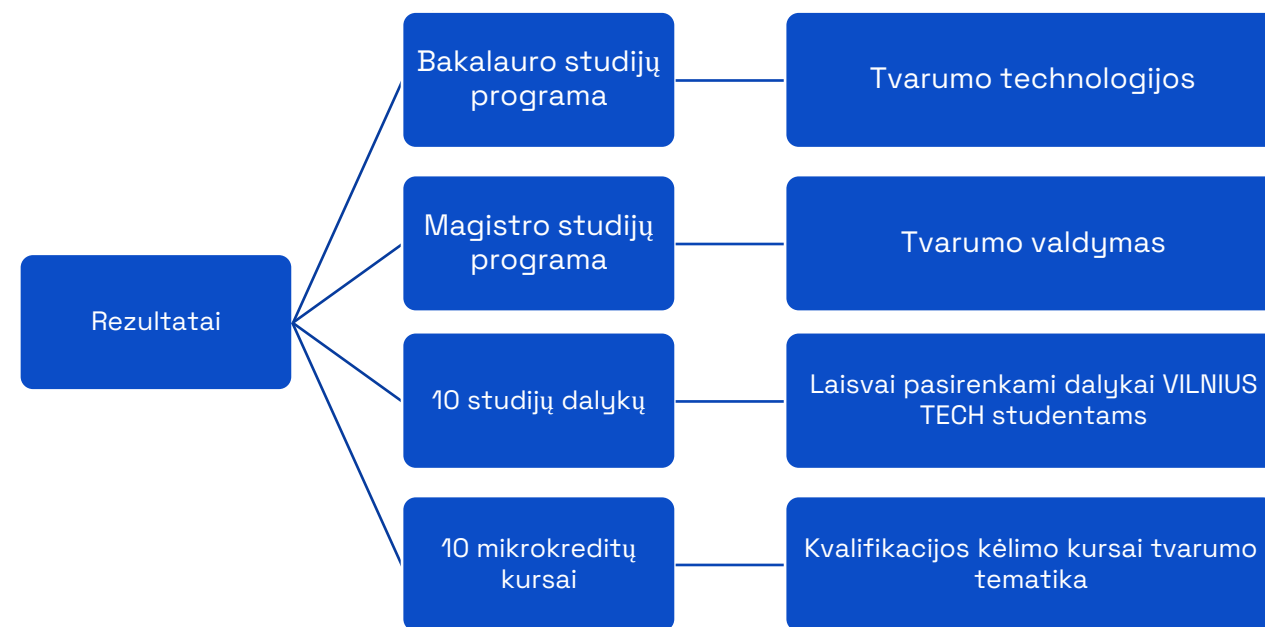 Rezultatai
Bakalauro studijų
programa
Tvarumo technologijos
Magistro studijų
programa
Tvarumo valdymas
10 studijų dalykų
Laisvai pasirenkami dalykai VILNIUS
TECH studentams
10 mikrokreditų
kursai
Kvalifikacijos kėlimo kursai tvarumo
tematika